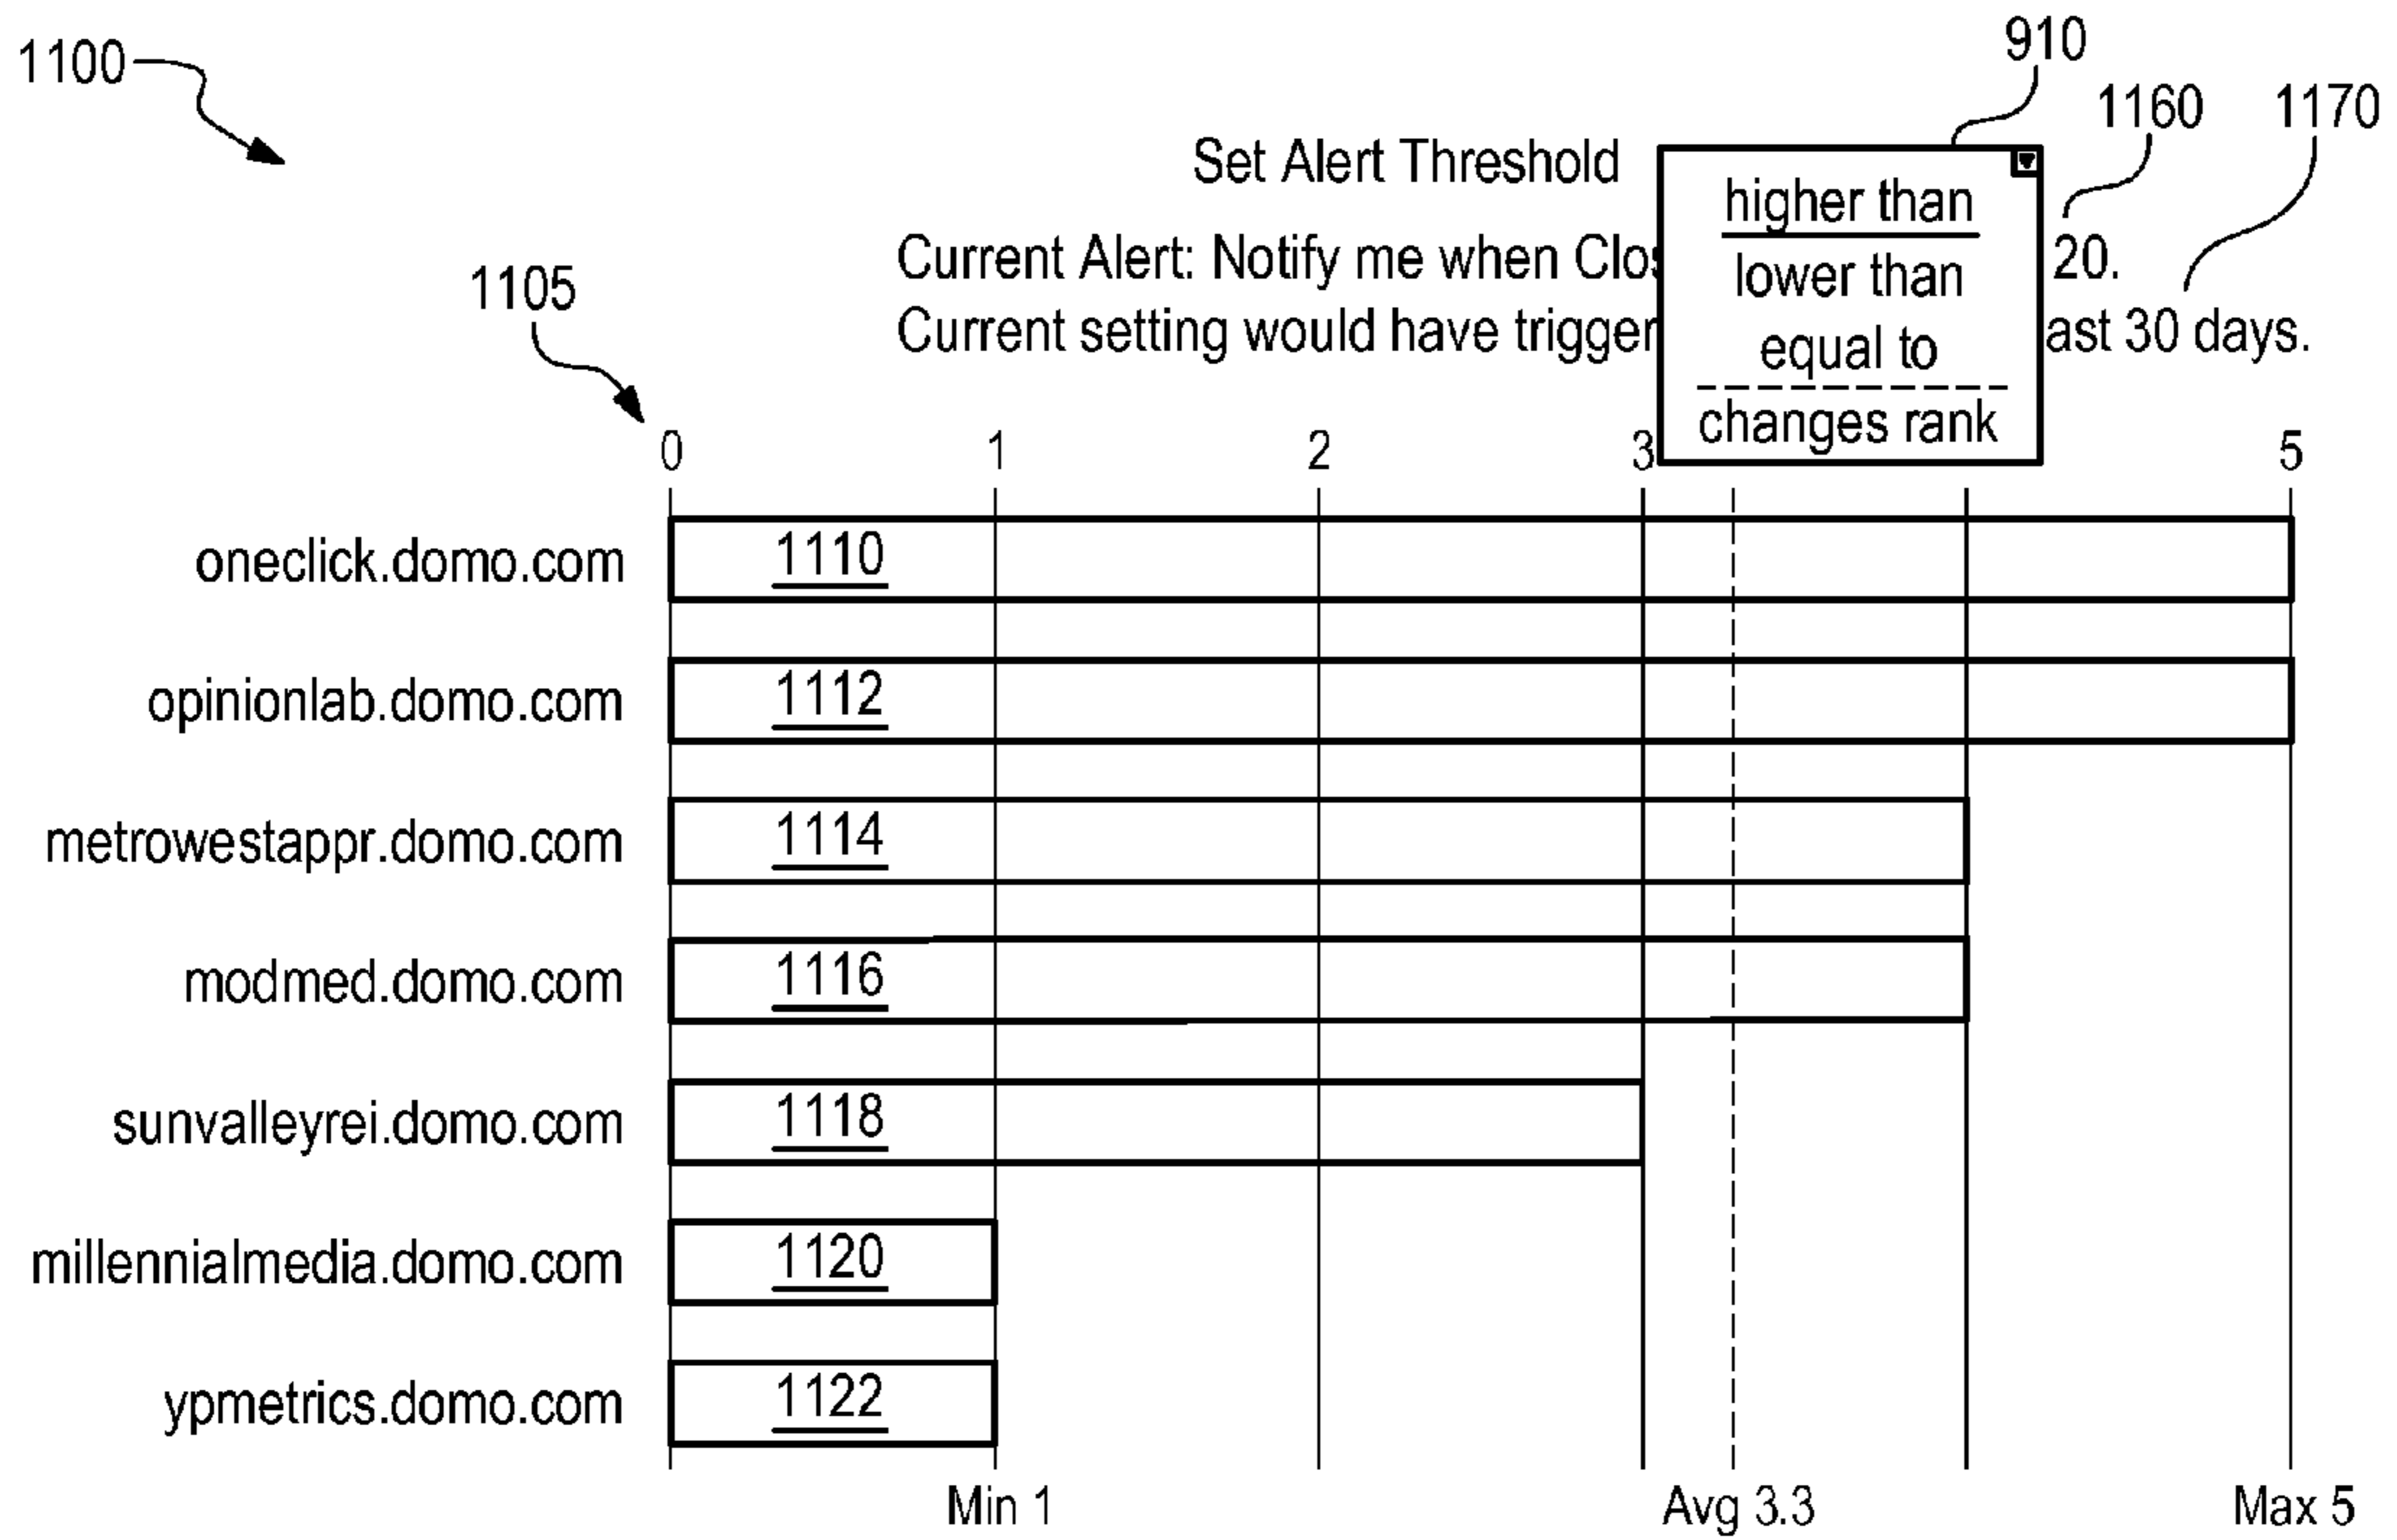 1100
910
1160 1170
Set Alert Threshold
higher than
lower than
equal to
changes rank
Current Alert: Notify me when Clos 20.
Current setting would have trigger ast 30 days.
1105
0 1 2 3 5
oneclick.domo.com 1110
opinionlab.domo.com 1112
metrowestappr.domo.com 1114
modmed.domo.com 1116
sunvalleyrei.domo.com 1118
millennialmedia.domo.com 1120
ypmetrics.domo.com 1122
Min 1 Avg 3.3 Max 5